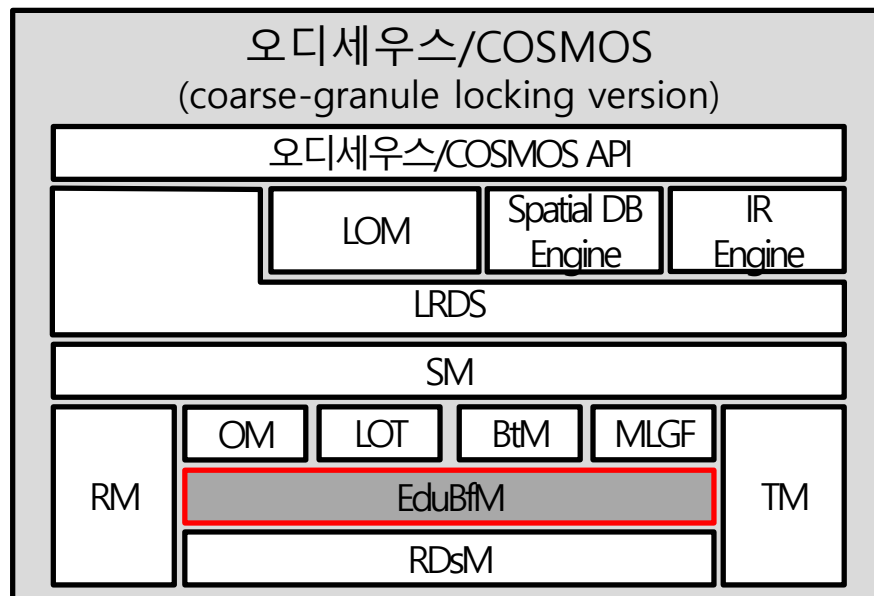 오디세우스/COSMOS
(coarse-granule locking version)
오디세우스/COSMOS API
LOM
Spatial DB
Engine
IR
Engine
LRDS
SM
OM
LOT
BtM
MLGF
RM
EduBfM
TM
RDsM